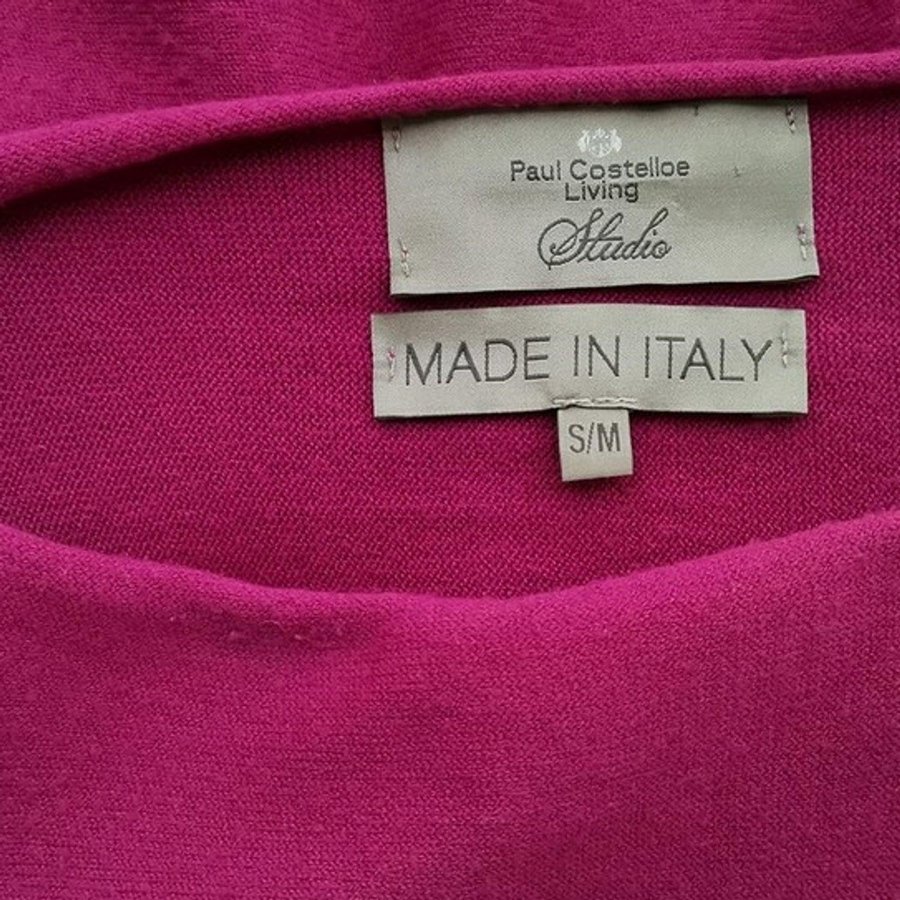 Paul Costelloe
Living
Studio
MADE IN ITALY
S/M